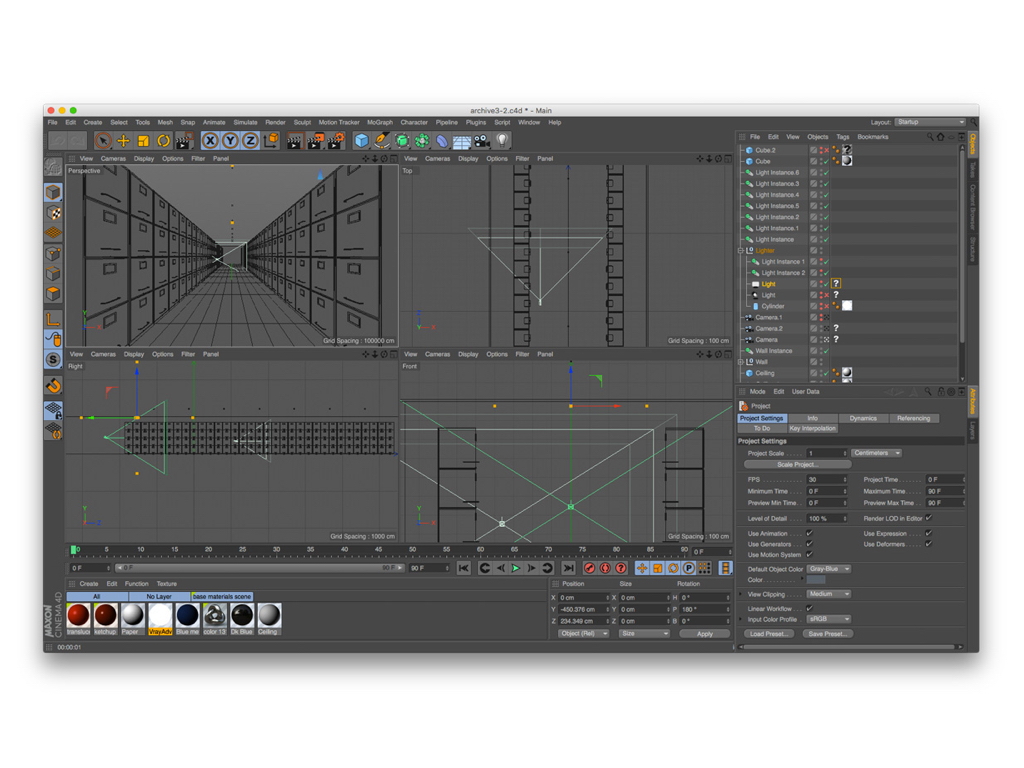 archive3-2.c4d * - Main
File Edit Create Select Tools Mesh Snap Animate Simulate Render Sculpt Motion Tracker MoGraph Character Pipeline Plugins Script Window Help
Layout: Startup
X Y Z
View Cameras Display Options Filter Panel
View Cameras Display Options Filter Panel
Perspective
Top
Grid Spacing : 100000 cm
Grid Spacing : 100 cm
View Cameras Display Options Filter Panel
View Cameras Display Options Filter Panel
Right
Front
Grid Spacing : 1000 cm
Grid Spacing : 100 cm
0 5 10 15 20 25 30 35 40 45 50 55 60 65 70 75 80 85 90 0 F
0 F 0 F 90 F 90 F
Create Edit Function Texture
All No Layer base materials scene
ketchup Paper VrayAdv Blue me color 13 Dk Blue Ceiling
MAXON CINEMA4D
00:00:01
Position Size Rotation
X 0 cm X 0 cm H 0 °
Y -450.376 cm Y 0 cm P 180 °
Z 234.349 cm Z 0 cm B 0 °
Object (Rel) Size Apply
File Edit View Objects Tags Bookmarks
Cube.2
Cube
Light Instance.6
Light Instance.3
Light Instance.4
Light Instance.5
Light Instance.2
Light Instance.1
Light Instance
Lighter
Light Instance 1
Light Instance 2
Light
Light
Cylinder
Camera.1
Camera.2
Camera
Wall Instance
Wall
Ceiling
Objects
Takes
Content Browser
Structure
Mode Edit User Data
Project
Project Settings Info Dynamics Referencing
To Do Key Interpolation
Project Settings
Project Scale 1 Centimeters
Scale Project...
FPS 30 Project Time 0 F
Minimum Time 0 F Maximum Time 90 F
Preview Min Time 0 F Preview Max Time 90 F
Level of Detail 100 % Render LOD in Editor
Use Animation Use Expression
Use Generators Use Deformers
Use Motion System
Default Object Color Gray-Blue
Color
View Clipping Medium
Linear Workflow
Input Color Profile sRGB
Load Preset... Save Preset...
Attributes
Layers